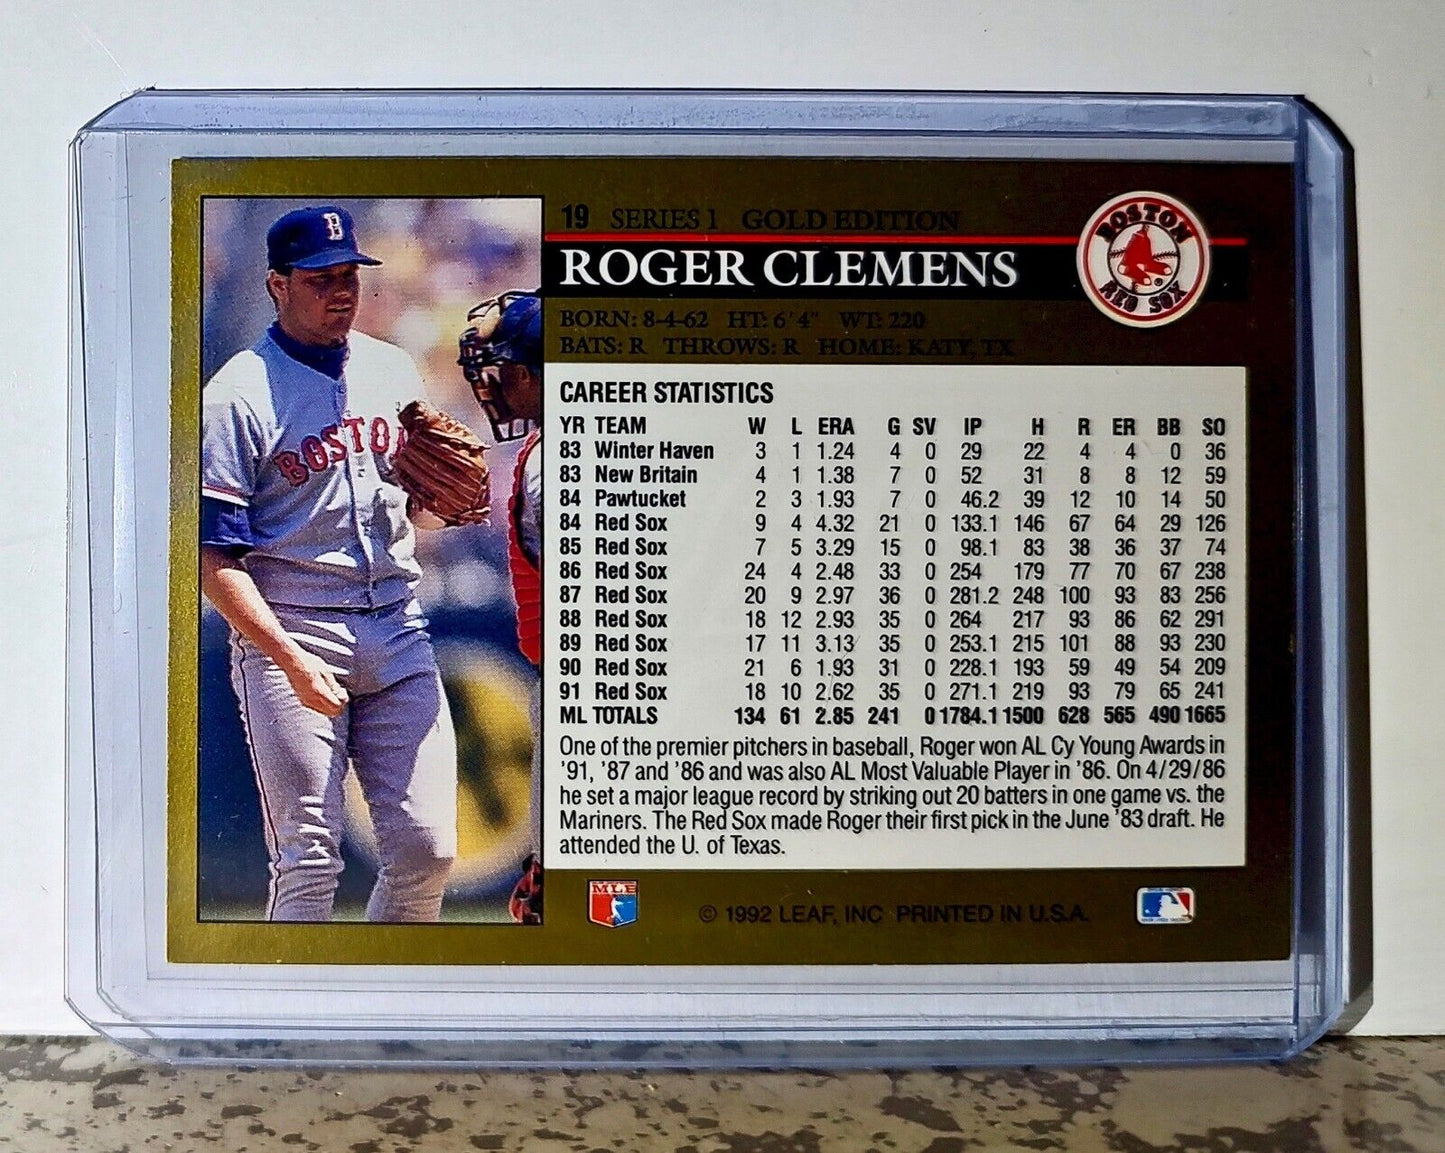 B
BOSTON
19 SERIES 1 GOLD EDITION
ROGER CLEMENS
BOSTON
RED SOX
®
BORN: 8-4-62 HT: 6'4" WT: 220
BATS: R THROWS: R HOME: KATY, TX
CAREER STATISTICS
YR TEAM W L ERA G SV IP H R ER BB SO
83 Winter Haven 3 1 1.24 4 0 29 22 4 4 0 36
83 New Britain 4 1 1.38 7 0 52 31 8 8 12 59
84 Pawtucket 2 3 1.93 7 0 46.2 39 12 10 14 50
84 Red Sox 9 4 4.32 21 0 133.1 146 67 64 29 126
85 Red Sox 7 5 3.29 15 0 98.1 83 38 36 37 74
86 Red Sox 24 4 2.48 33 0 254 179 77 70 67 238
87 Red Sox 20 9 2.97 36 0 281.2 248 100 93 83 256
88 Red Sox 18 12 2.93 35 0 264 217 93 86 62 291
89 Red Sox 17 11 3.13 35 0 253.1 215 101 88 93 230
90 Red Sox 21 6 1.93 31 0 228.1 193 59 49 54 209
91 Red Sox 18 10 2.62 35 0 271.1 219 93 79 65 241
ML TOTALS 134 61 2.85 241 0 1784.1 1500 628 565 490 1665
One of the premier pitchers in baseball, Roger won AL Cy Young Awards in
'91, '87 and '86 and was also AL Most Valuable Player in '86. On 4/29/86
he set a major league record by striking out 20 batters in one game vs. the
Mariners. The Red Sox made Roger their first pick in the June '83 draft. He
attended the U. of Texas.
MLB
© 1992 LEAF, INC PRINTED IN U.S.A.